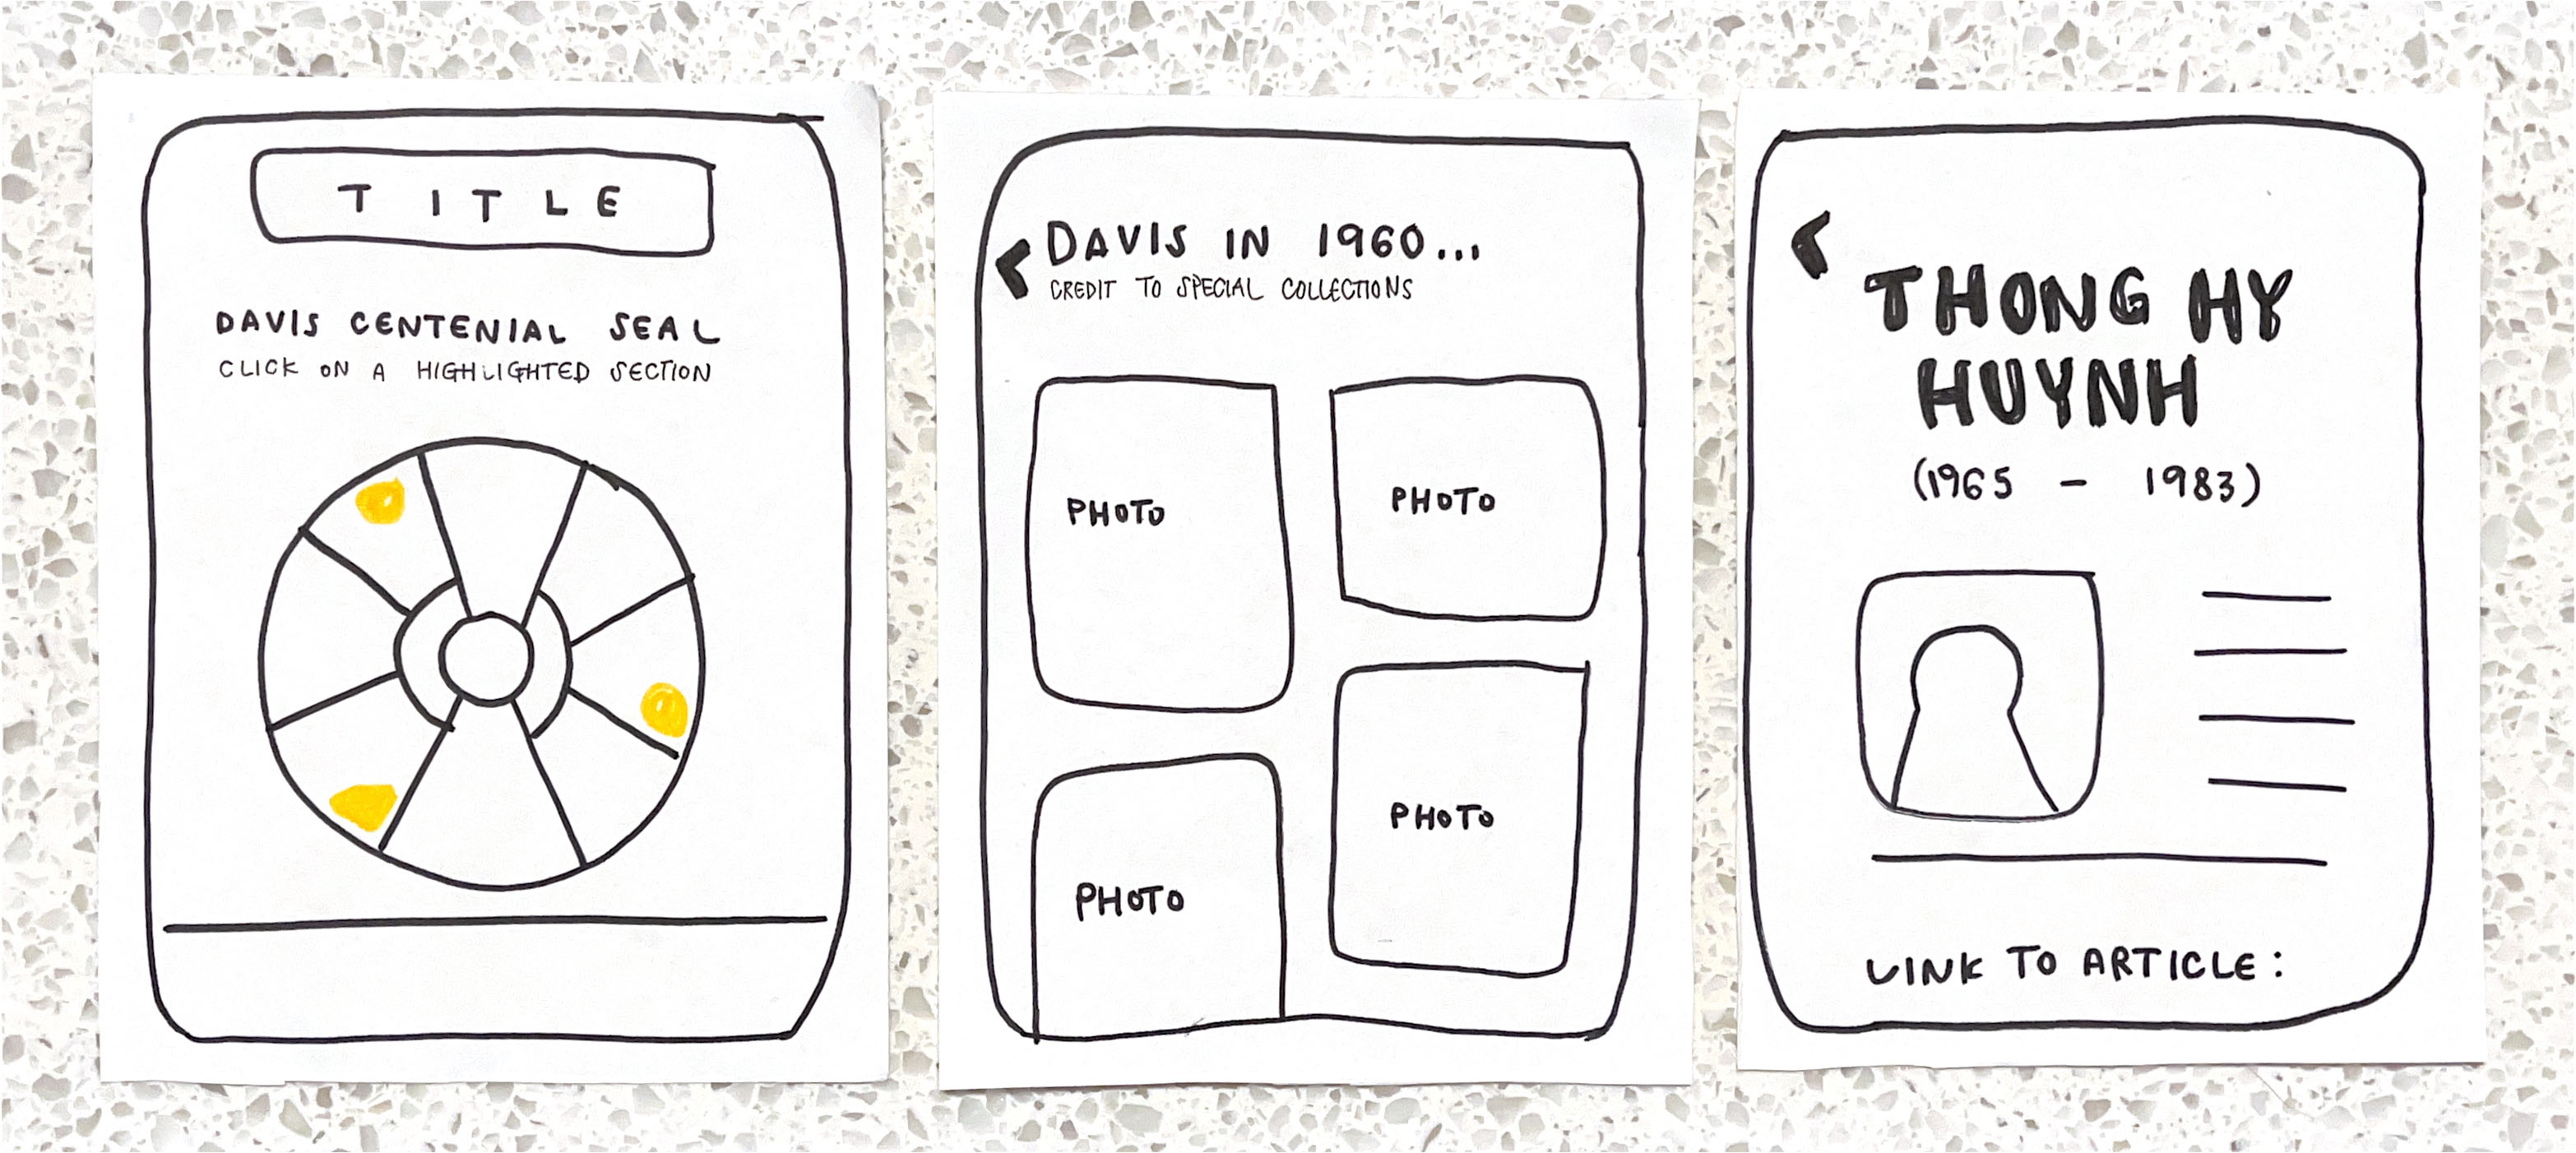 TITLE
DAVIS CENTENIAL SEAL
CLICK ON A HIGHLIGHTED SECTION
DAVIS IN 1960...
CREDIT TO SPECIAL COLLECTIONS
PHOTO
PHOTO
PHOTO
PHOTO
THONG HY
HUYNH
(1965 - 1983)
LINK TO ARTICLE: